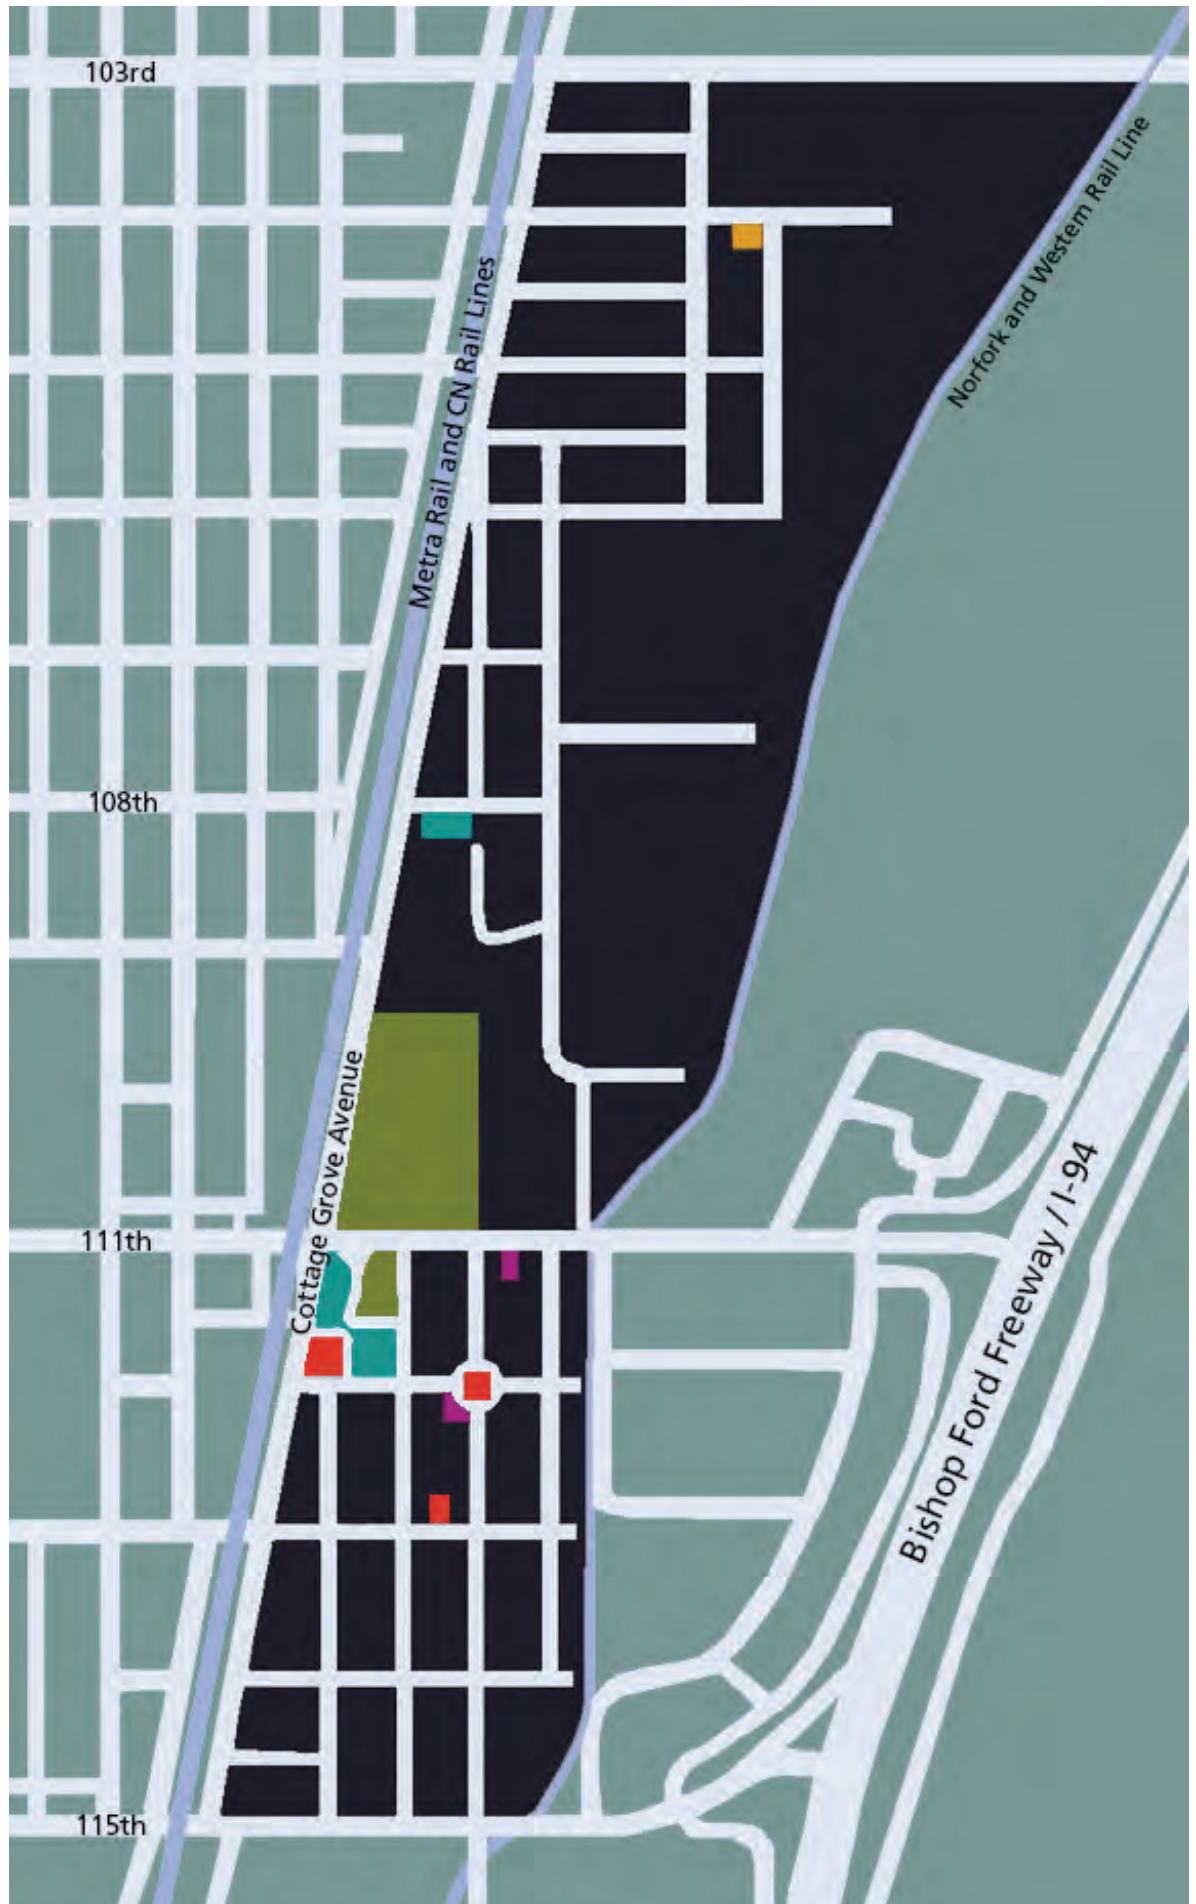 103rd
Norfork and Western Rail Line
Metra Rail and CN Rail Lines
108th
Cottage Grove Avenue
111th
Bishop Ford Freeway / I-94
115th